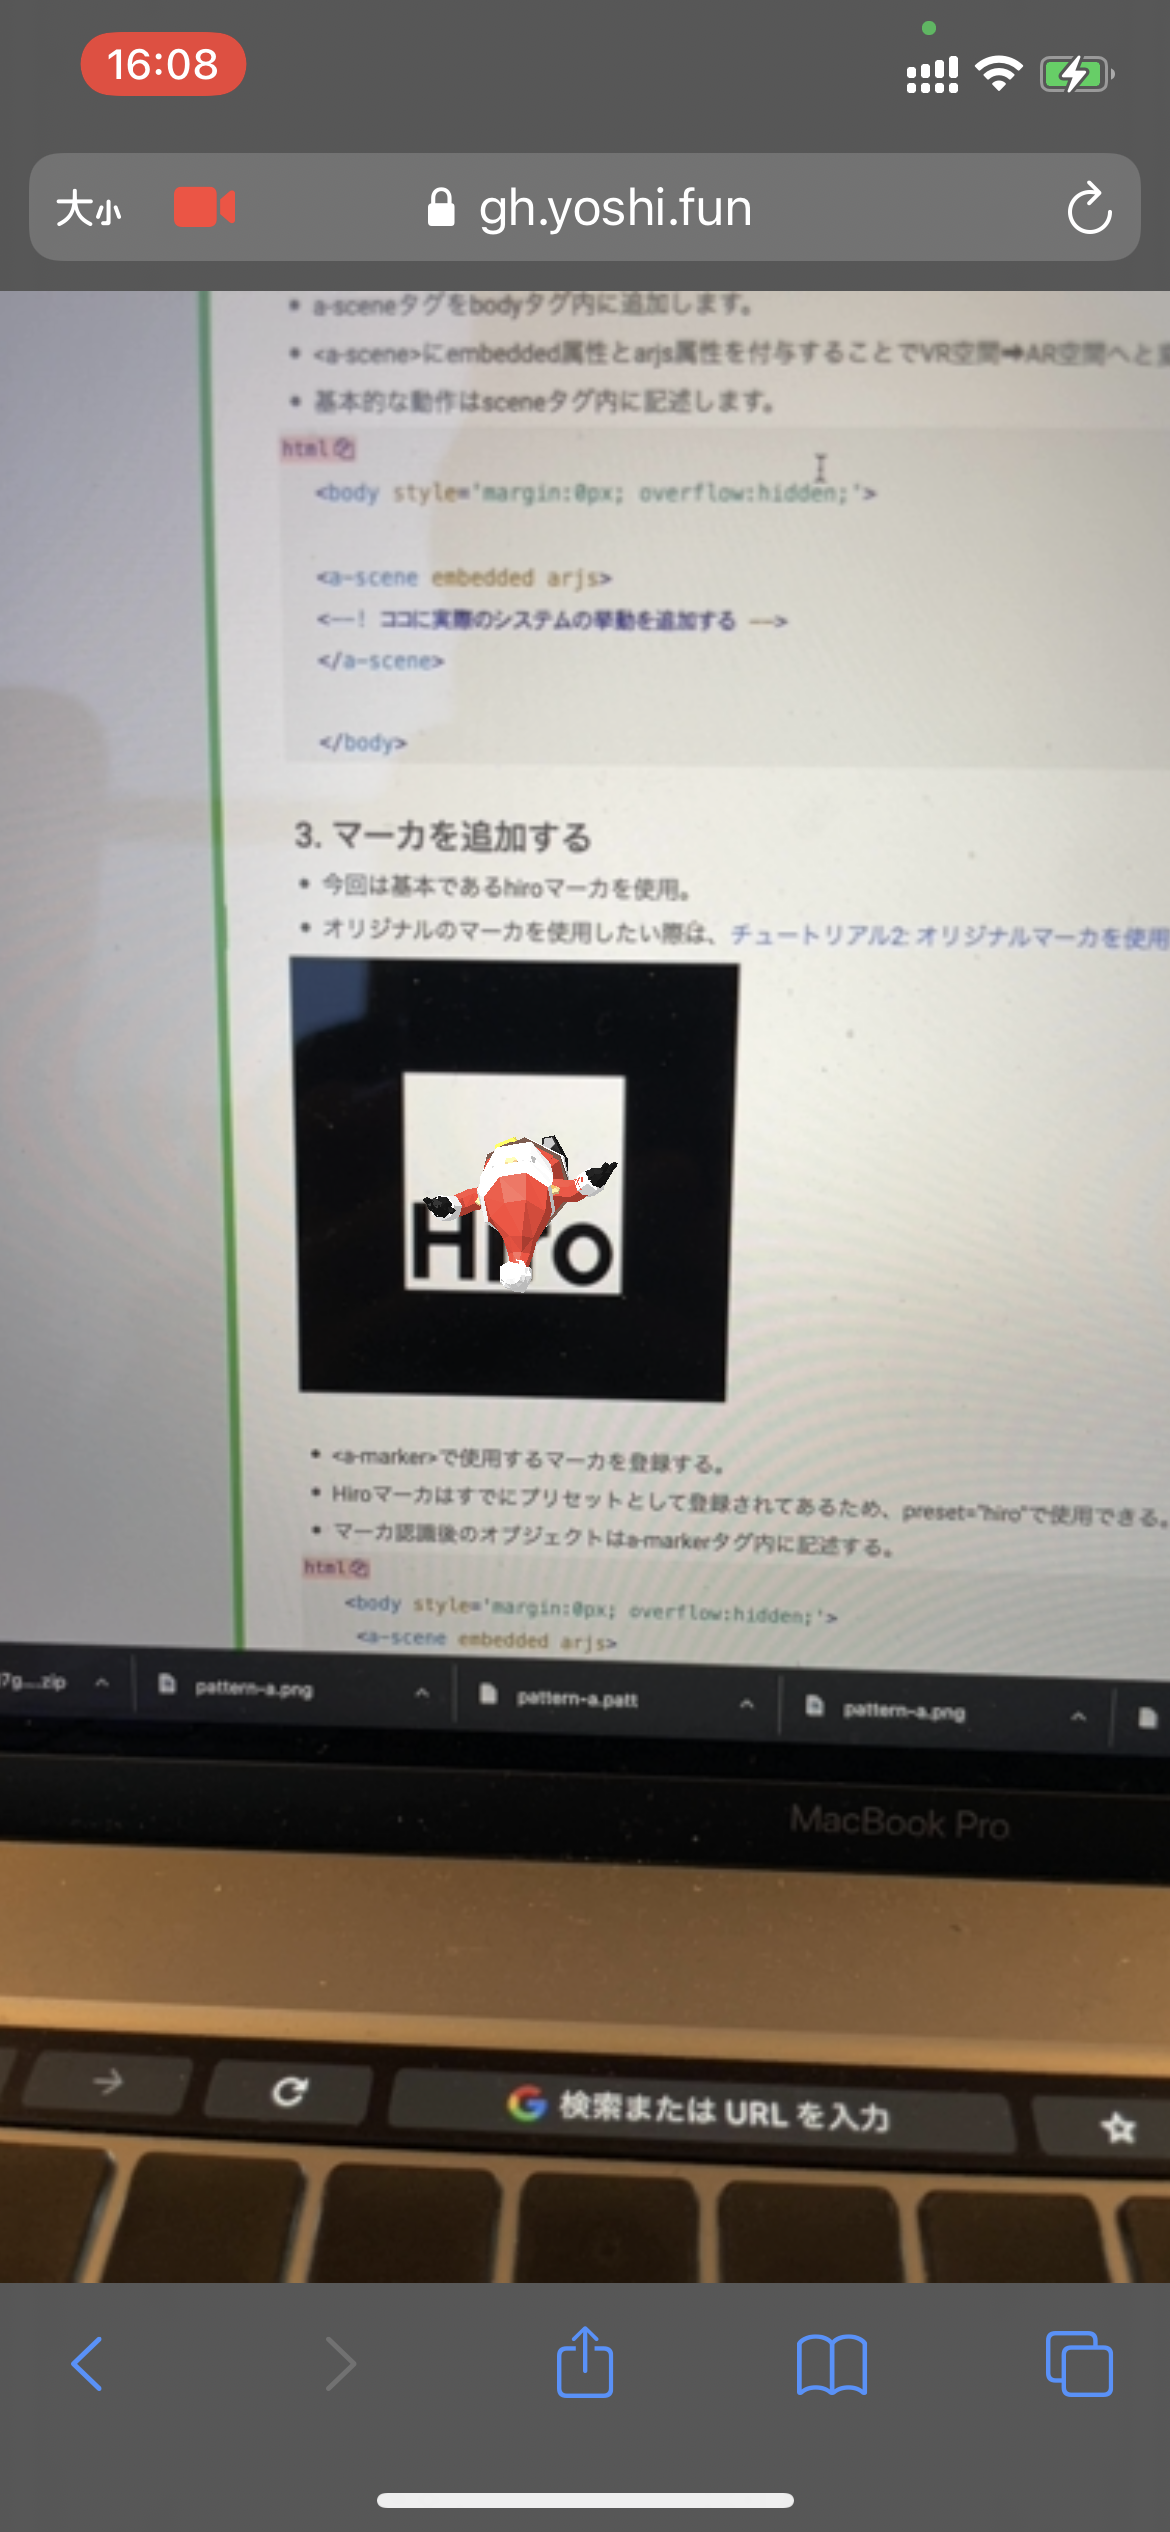 16:08
大小 gh.yoshi.fun
• a-sceneタグをbodyタグ内に追加します。
• <a-scene>にembedded属性とarjs属性を付与することでVR空間➡AR空間へと
• 基本的な動作はsceneタグ内に記述します。
html
<body style='margin:0px; overflow:hidden;'>
<a-scene embedded arjs>
<--! ココに実際のシステムの挙動を追加する -->
</a-scene>
</body>
3. マーカを追加する
• 今回は基本であるhiroマーカを使用。
• オリジナルのマーカを使用したい際は、チュートリアル2: オリジナルマーカを使用
Hiro
• <a-marker>で使用するマーカを登録する。
• Hiroマーカはすでにプリセットとして登録されてあるため、preset="hiro"で使用できる。
• マーカ認識後のオブジェクトはa-markerタグ内に記述する。
html
<body style='margin:0px; overflow:hidden;'>
<a-scene embedded arjs>
7g....zip pattern-a.png pattern-a.patt pattern-a.png
MacBook Pro
検索または URL を入力